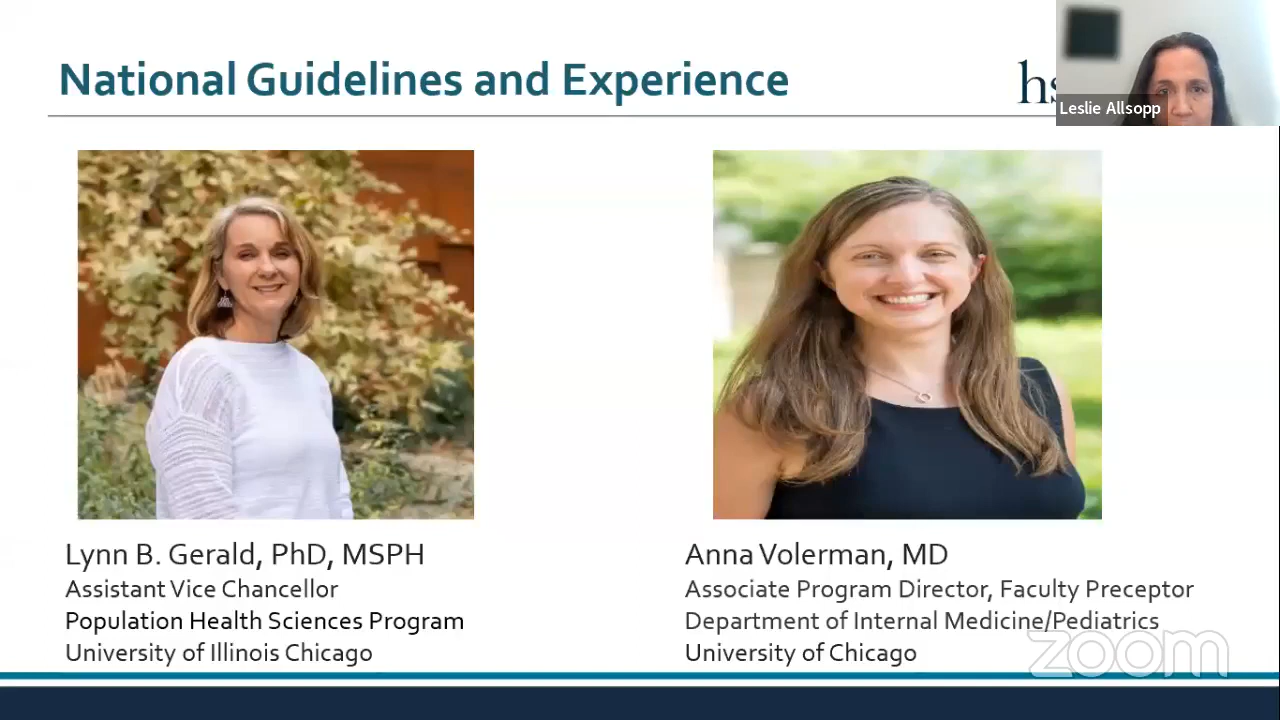 National Guidelines and Experience
hs
Leslie Allsopp
Lynn B. Gerald, PhD, MSPH
Assistant Vice Chancellor
Population Health Sciences Program
University of Illinois Chicago
Anna Volerman, MD
Associate Program Director, Faculty Preceptor
Department of Internal Medicine/Pediatrics
University of Chicago
zoom